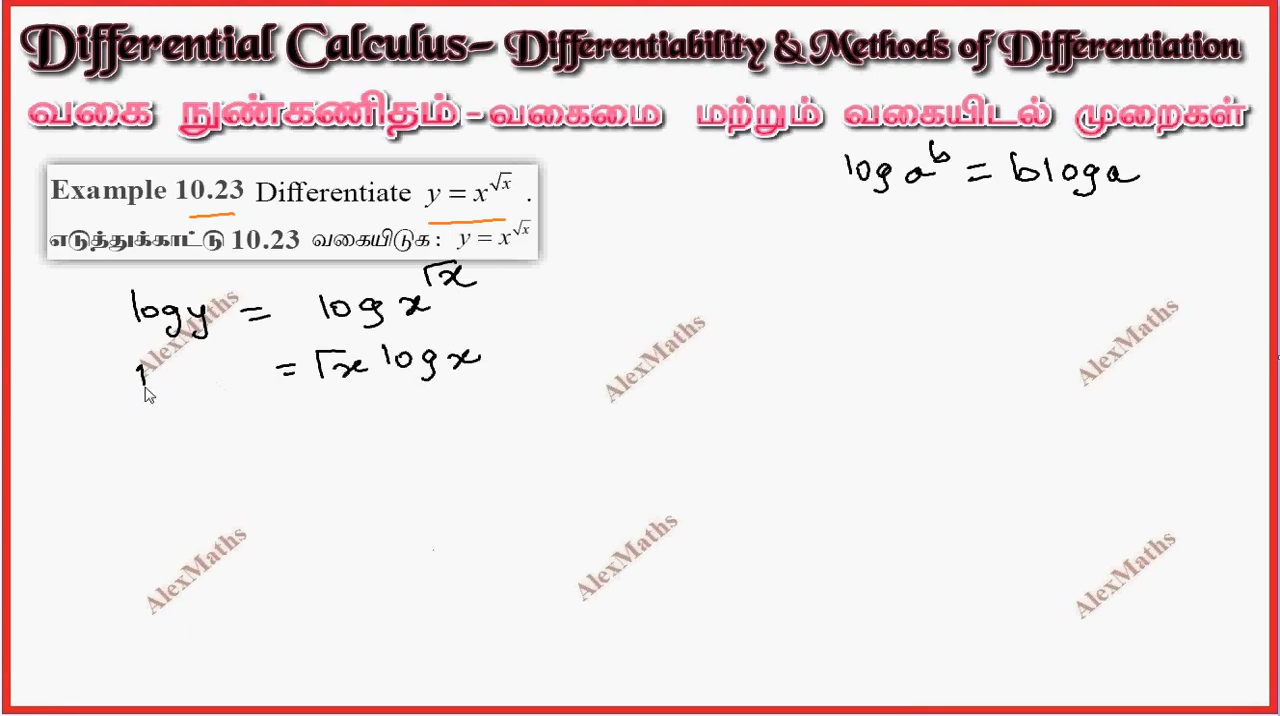 Differential Calculus- Differentiability & Methods of Differentiation
வகை நுண்கணிதம் - வகைமை மற்றும் வகையிடல் முறைகள்
log a^b = b log a
Example 10.23 Differentiate y = x^√x .
எடுத்துக்காட்டு 10.23 வகையிடுக : y = x^√x
log y = log x^√x
= √x log x
AlexMaths
AlexMaths
AlexMaths
AlexMaths
AlexMaths
AlexMaths